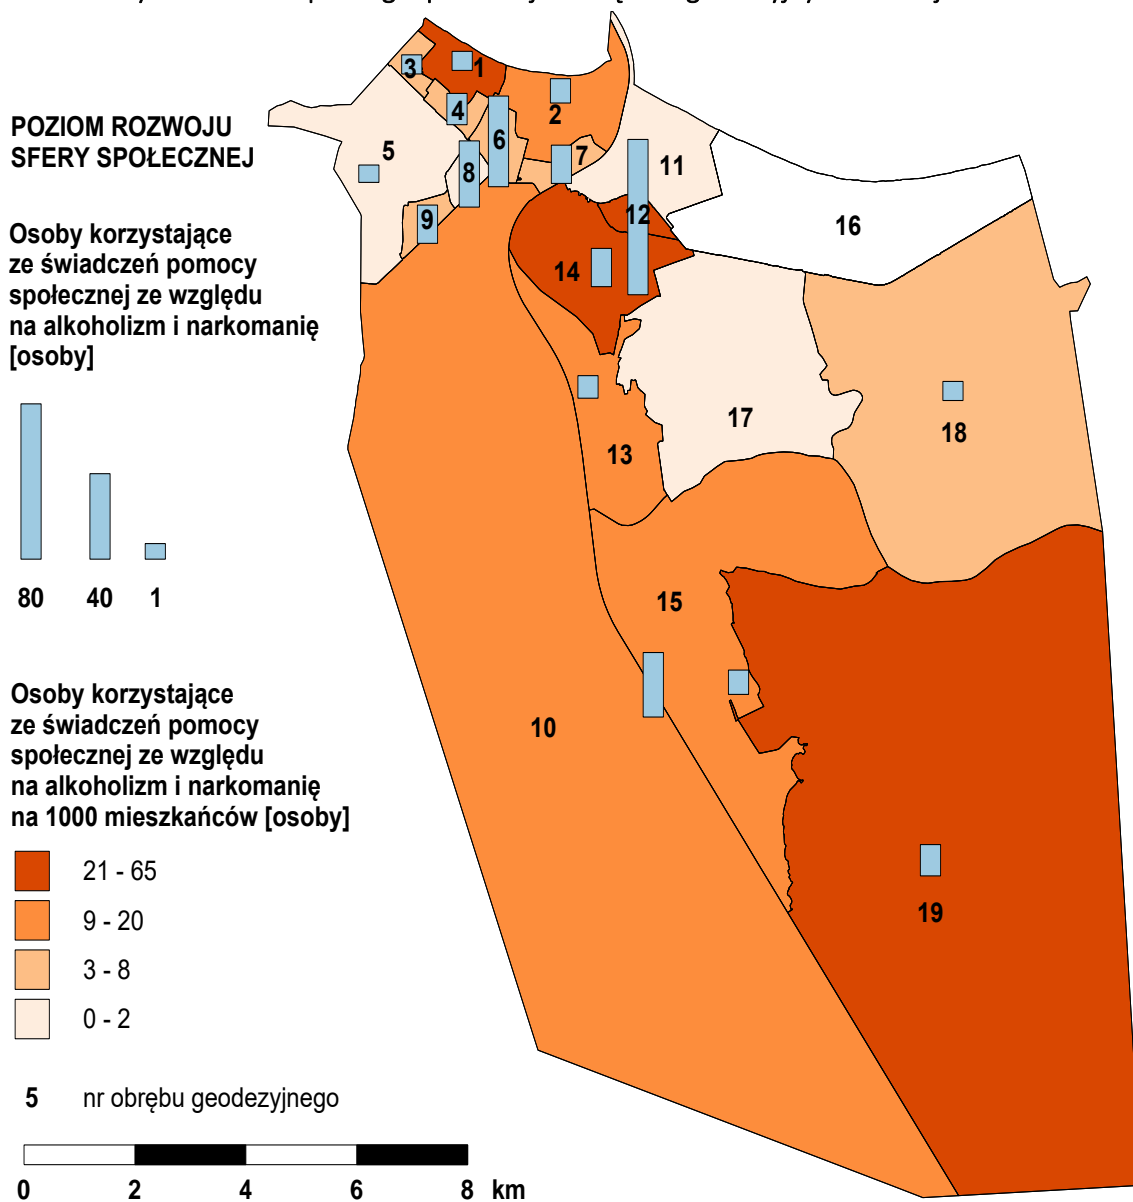 POZIOM ROZWOJU
SFERY SPOŁECZNEJ
Osoby korzystające
ze świadczeń pomocy
społecznej ze względu
na alkoholizm i narkomanię
[osoby]
80 40 1
Osoby korzystające
ze świadczeń pomocy
społecznej ze względu
na alkoholizm i narkomanię
na 1000 mieszkańców [osoby]
21 - 65
9 - 20
3 - 8
0 - 2
5 nr obrębu geodezyjnego
0 2 4 6 8 km
1
2
3
4
5
6
7
8
9
10
11
12
13
14
15
16
17
18
19